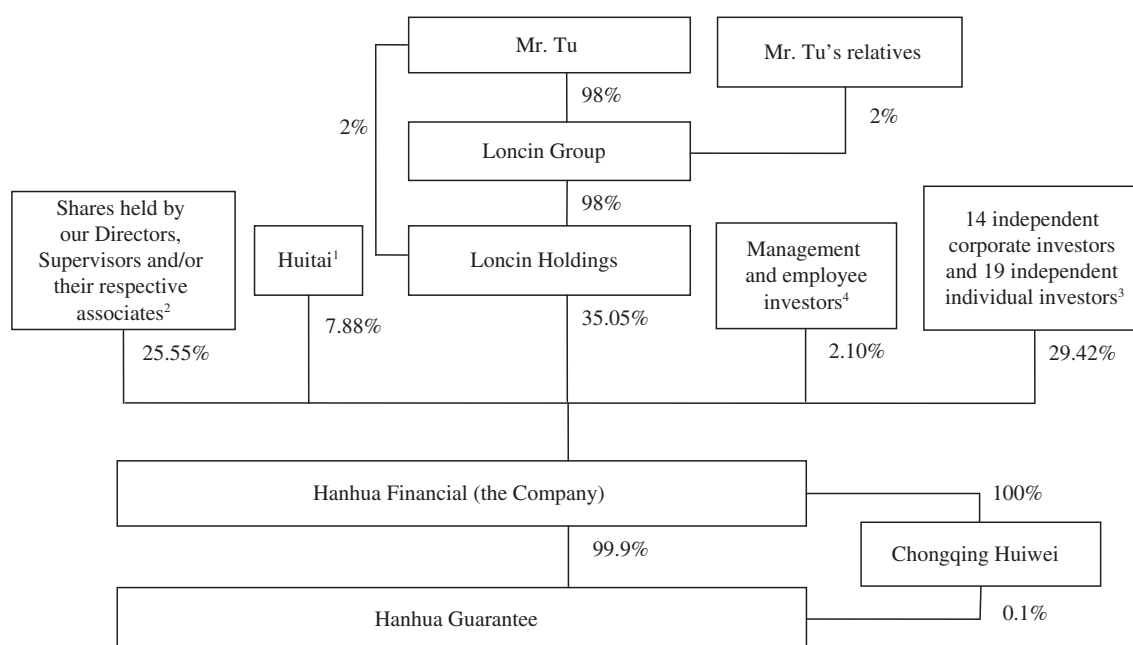 Mr. Tu
Mr. Tu’s relatives
98%
2%
2%
Loncin Group
98%
Shares held by
our Directors,
Supervisors and/or
their respective
associates²
Huitai¹
Loncin Holdings
Management
and employee
investors⁴
14 independent
corporate investors
and 19 independent
individual investors³
25.55%
7.88%
35.05%
2.10%
29.42%
Hanhua Financial (the Company)
100%
99.9%
Chongqing Huiwei
Hanhua Guarantee
0.1%